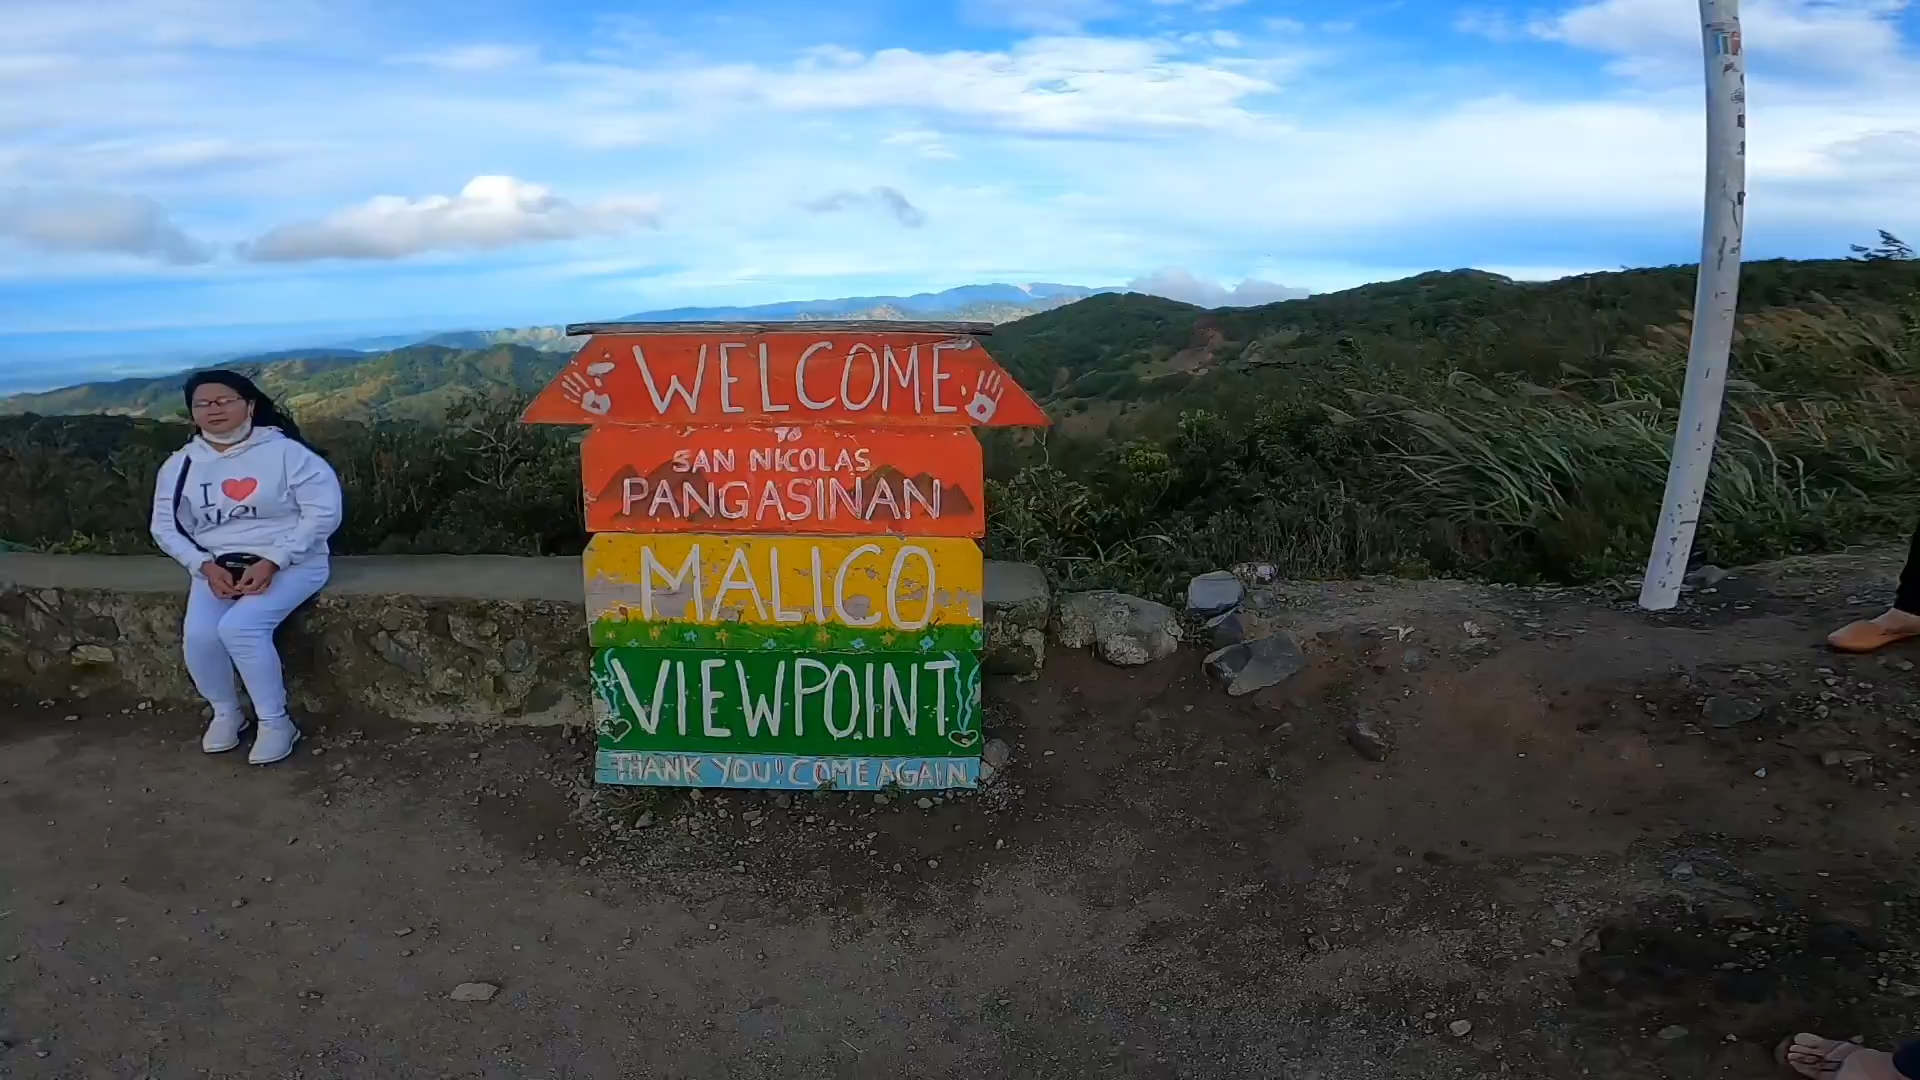 I ❤
WELCOME
TO
SAN NICOLAS
PANGASINAN
MALICO
VIEWPOINT
THANK YOU! COME AGAIN